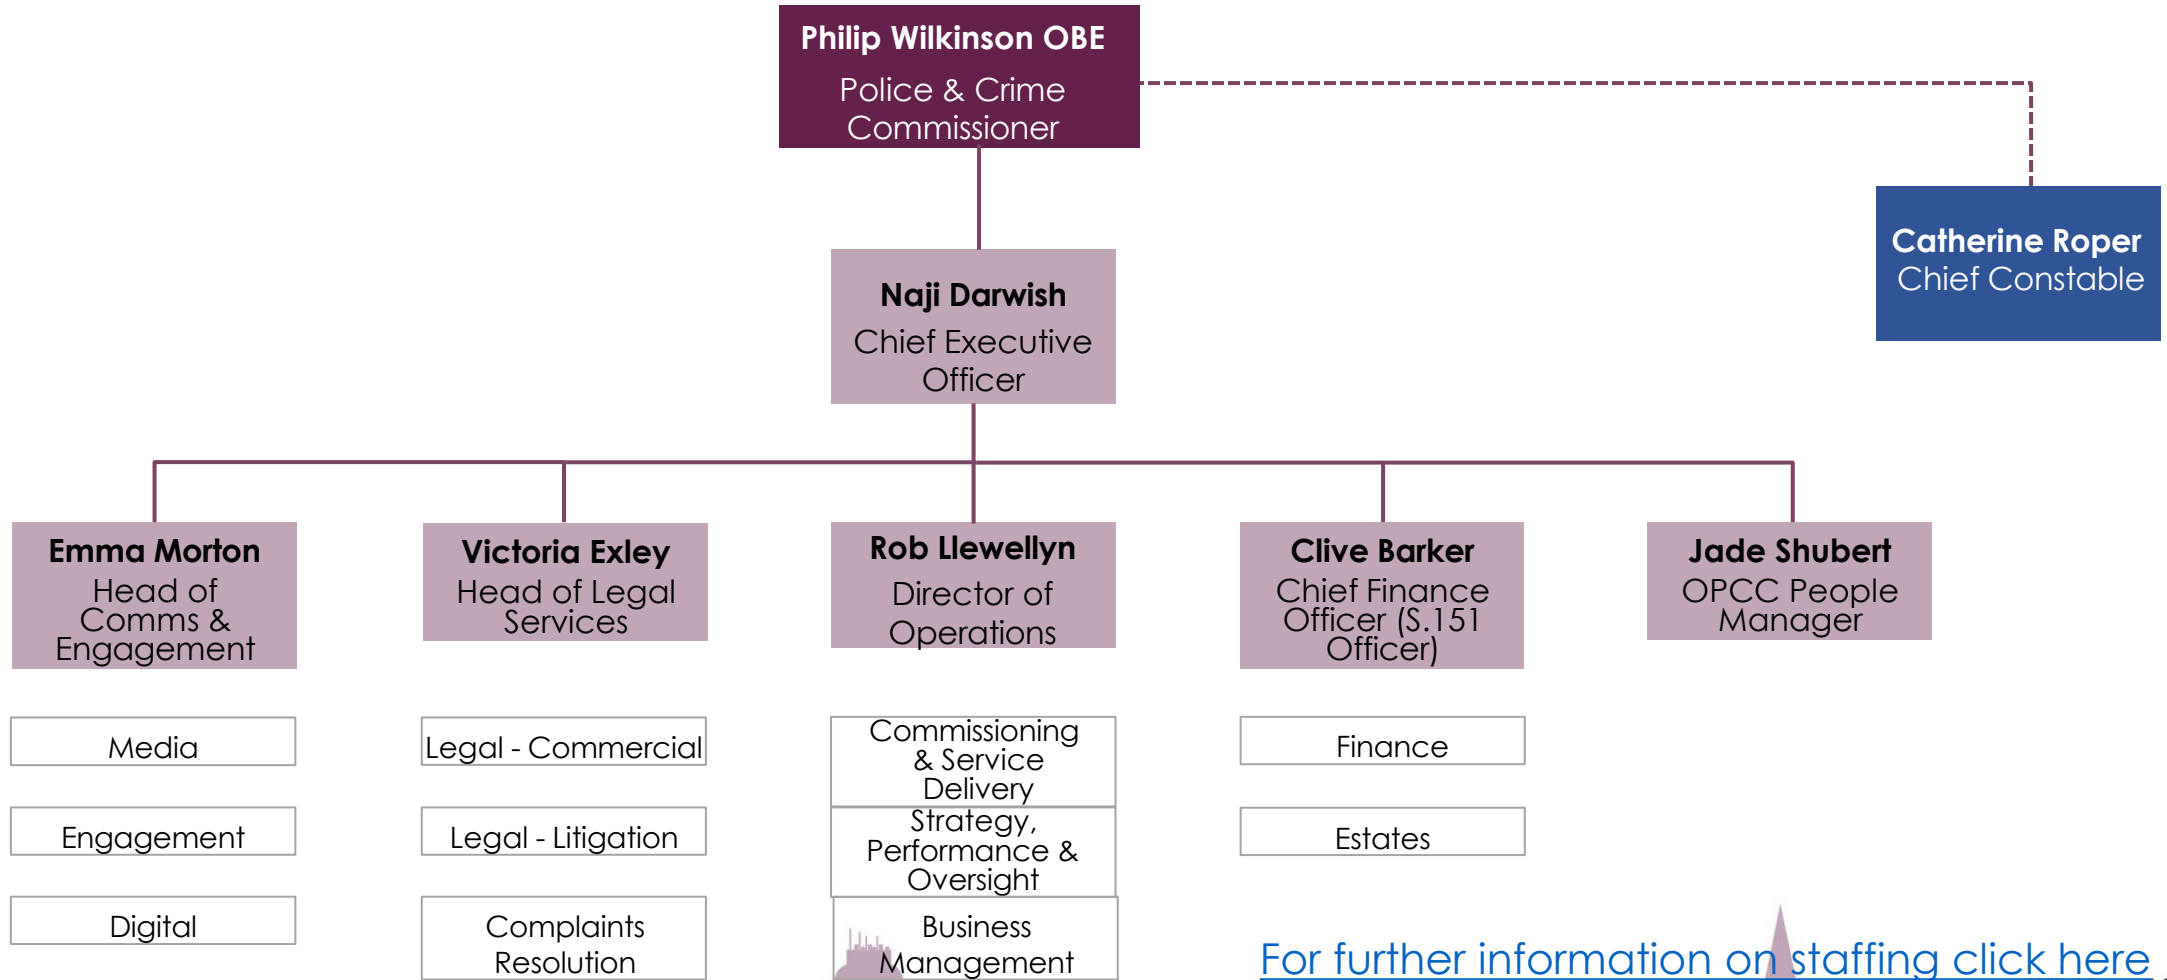 Philip Wilkinson OBE
Police & Crime
Commissioner
Catherine Roper
Chief Constable
Naji Darwish
Chief Executive
Officer
Emma Morton
Head of
Comms &
Engagement
Victoria Exley
Head of Legal
Services
Rob Llewellyn
Director of
Operations
Clive Barker
Chief Finance
Officer (S.151
Officer)
Jade Shubert
OPCC People
Manager
Media
Engagement
Digital
Legal - Commercial
Legal - Litigation
Complaints
Resolution
Commissioning
& Service
Delivery
Strategy,
Performance &
Oversight
Business
Management
Finance
Estates
For further information on staffing click here.